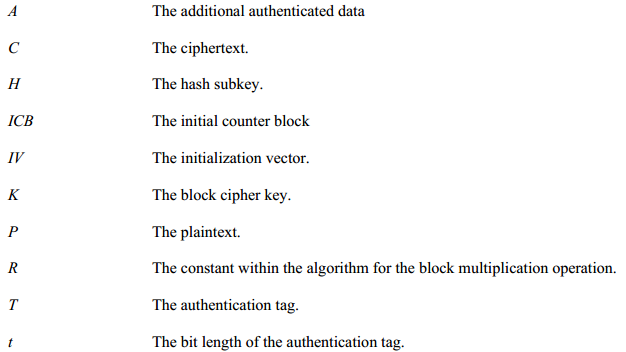 A The additional authenticated data
C The ciphertext.
H The hash subkey.
ICB The initial counter block
IV The initialization vector.
K The block cipher key.
P The plaintext.
R The constant within the algorithm for the block multiplication operation.
T The authentication tag.
t The bit length of the authentication tag.